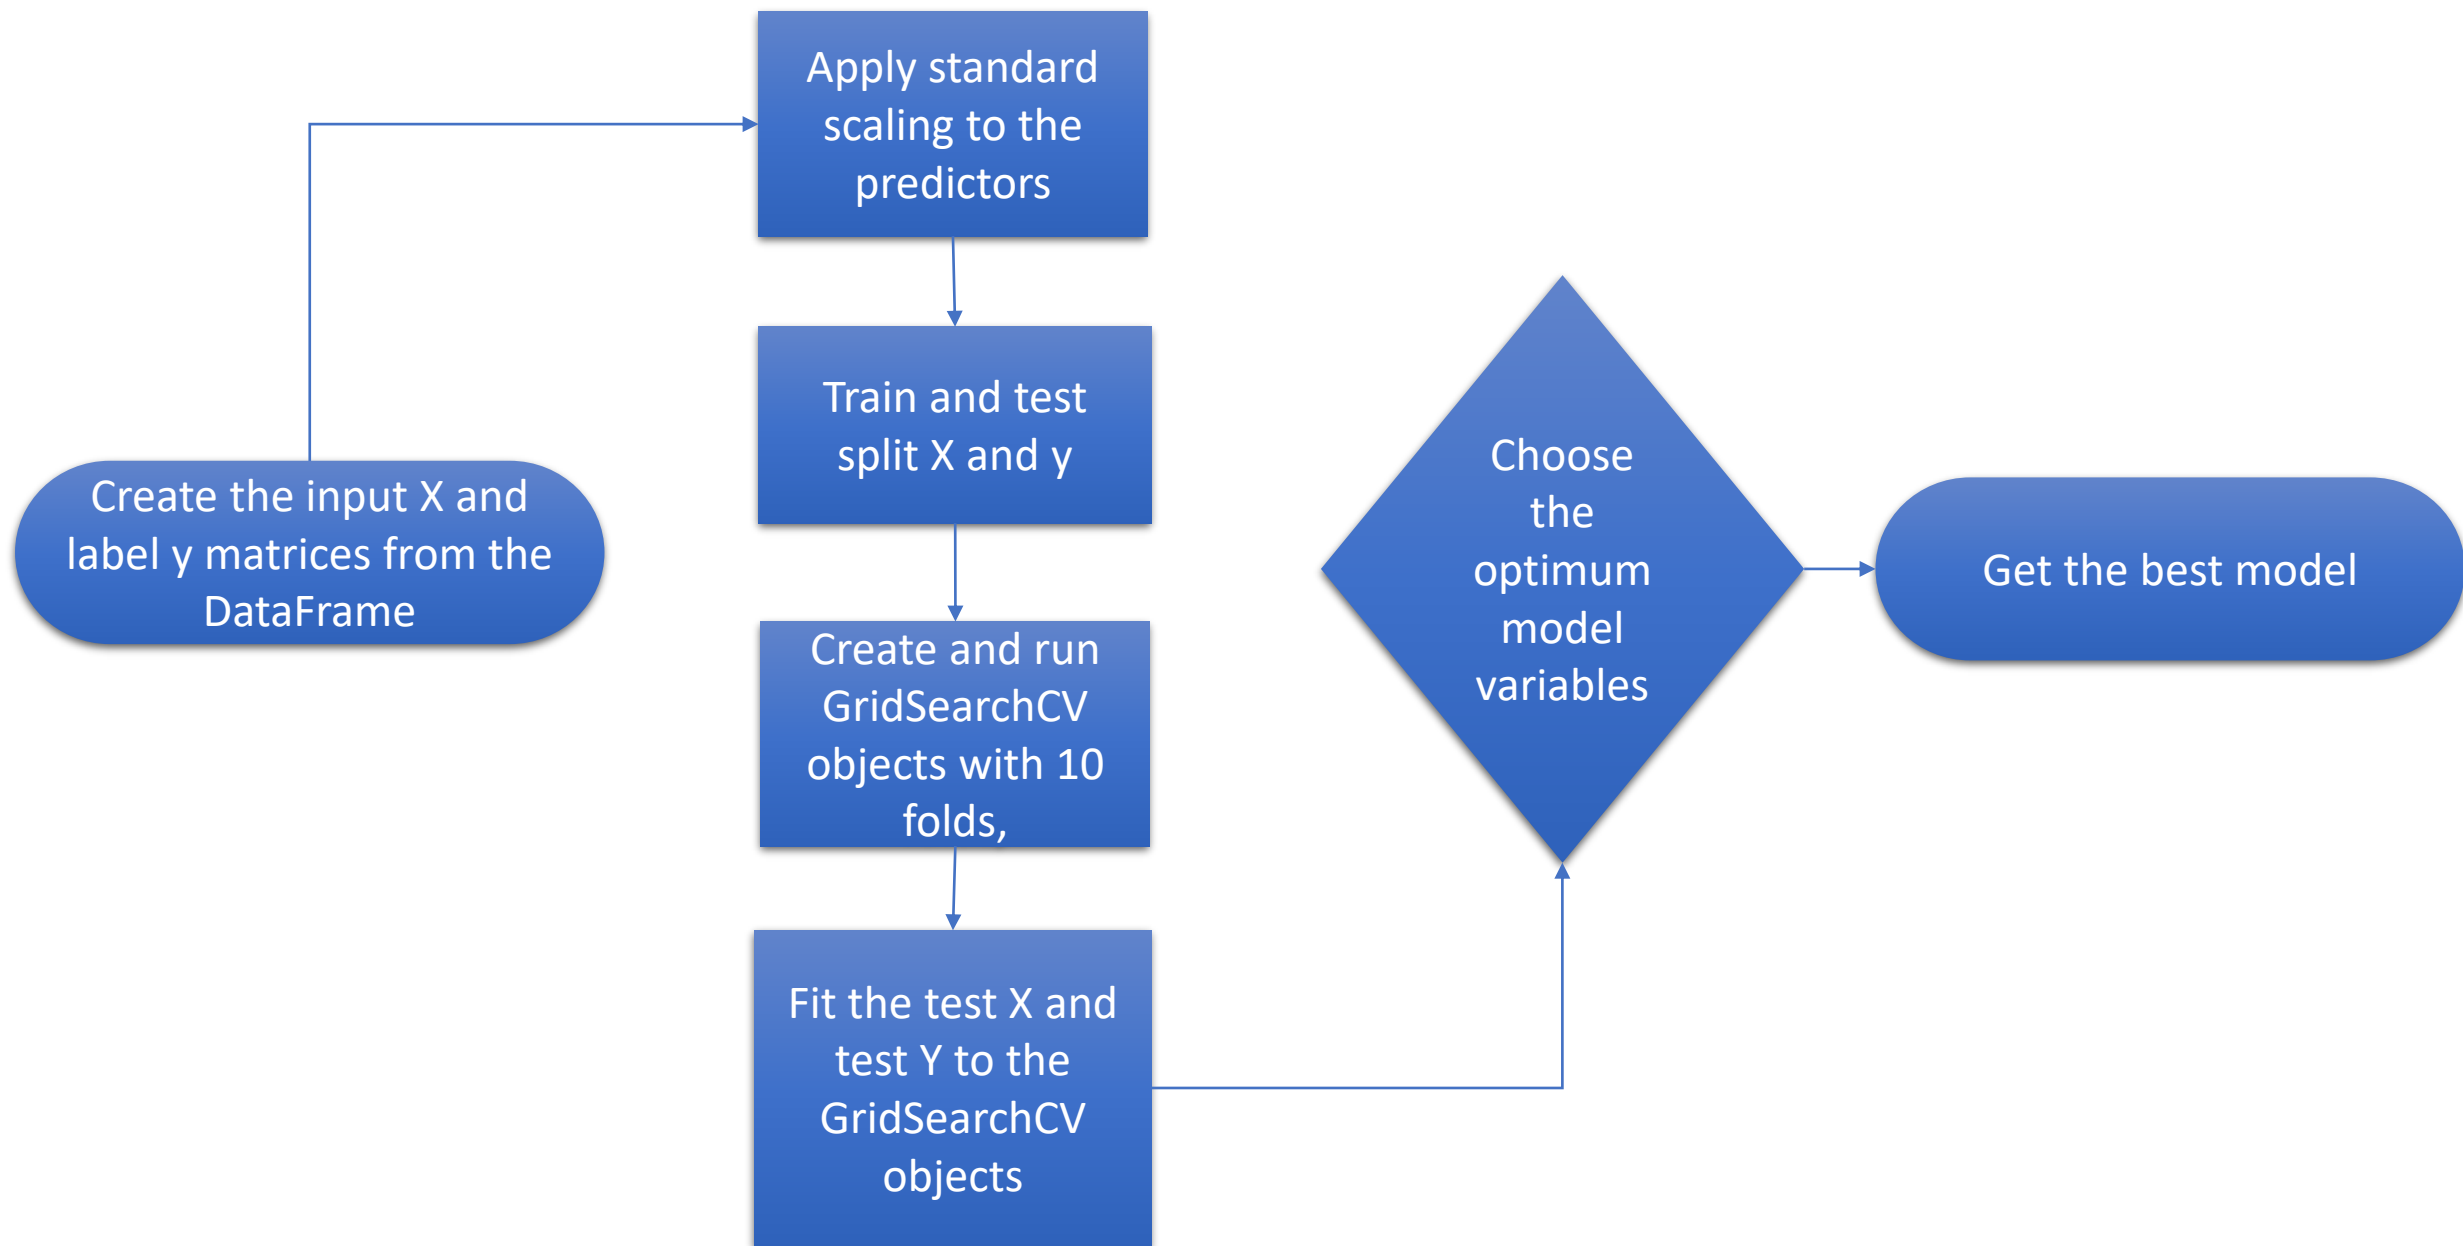 Create the input X and
label y matrices from the
DataFrame
Apply standard
scaling to the
predictors
Train and test
split X and y
Create and run
GridSearchCV
objects with 10
folds,
Fit the test X and
test Y to the
GridSearchCV
objects
Choose
the
optimum
model
variables
Get the best model